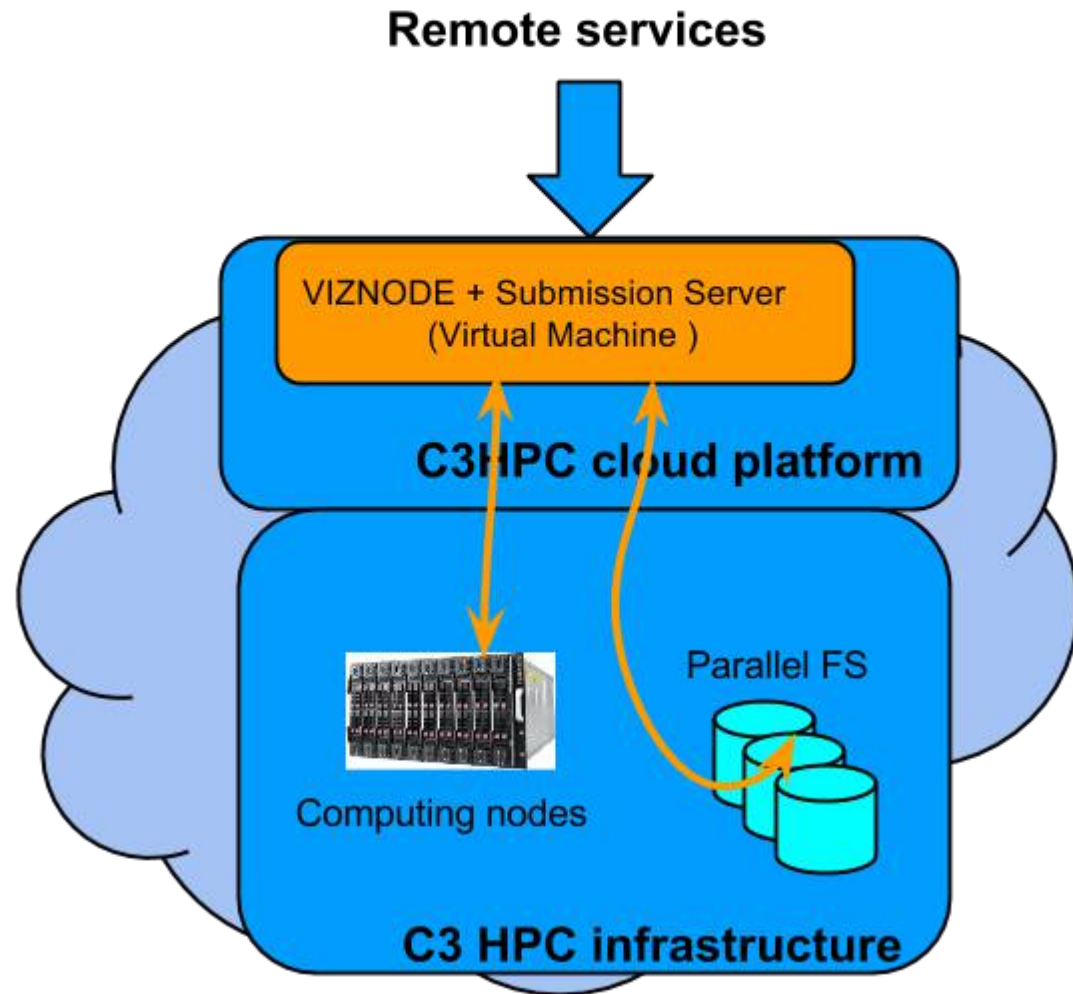 Remote services
VIZNODE + Submission Server
(Virtual Machine )
C3HPC cloud platform
Parallel FS
Computing nodes
C3 HPC infrastructure